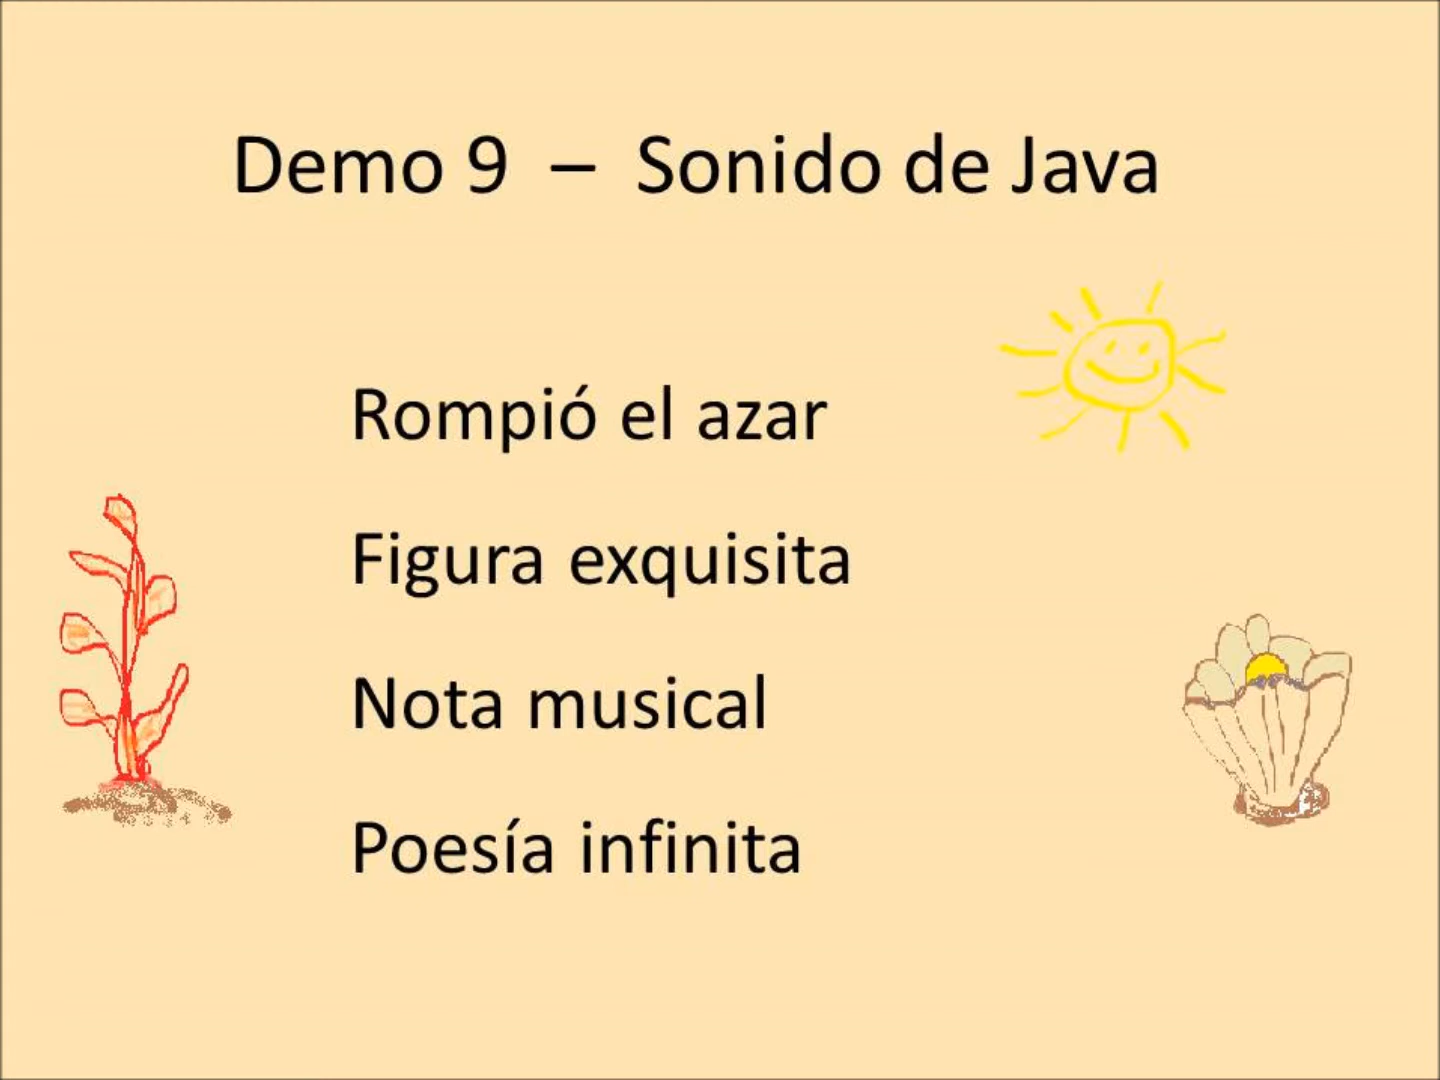 Demo 9 – Sonido de Java
Rompió el azar
Figura exquisita
Nota musical
Poesía infinita